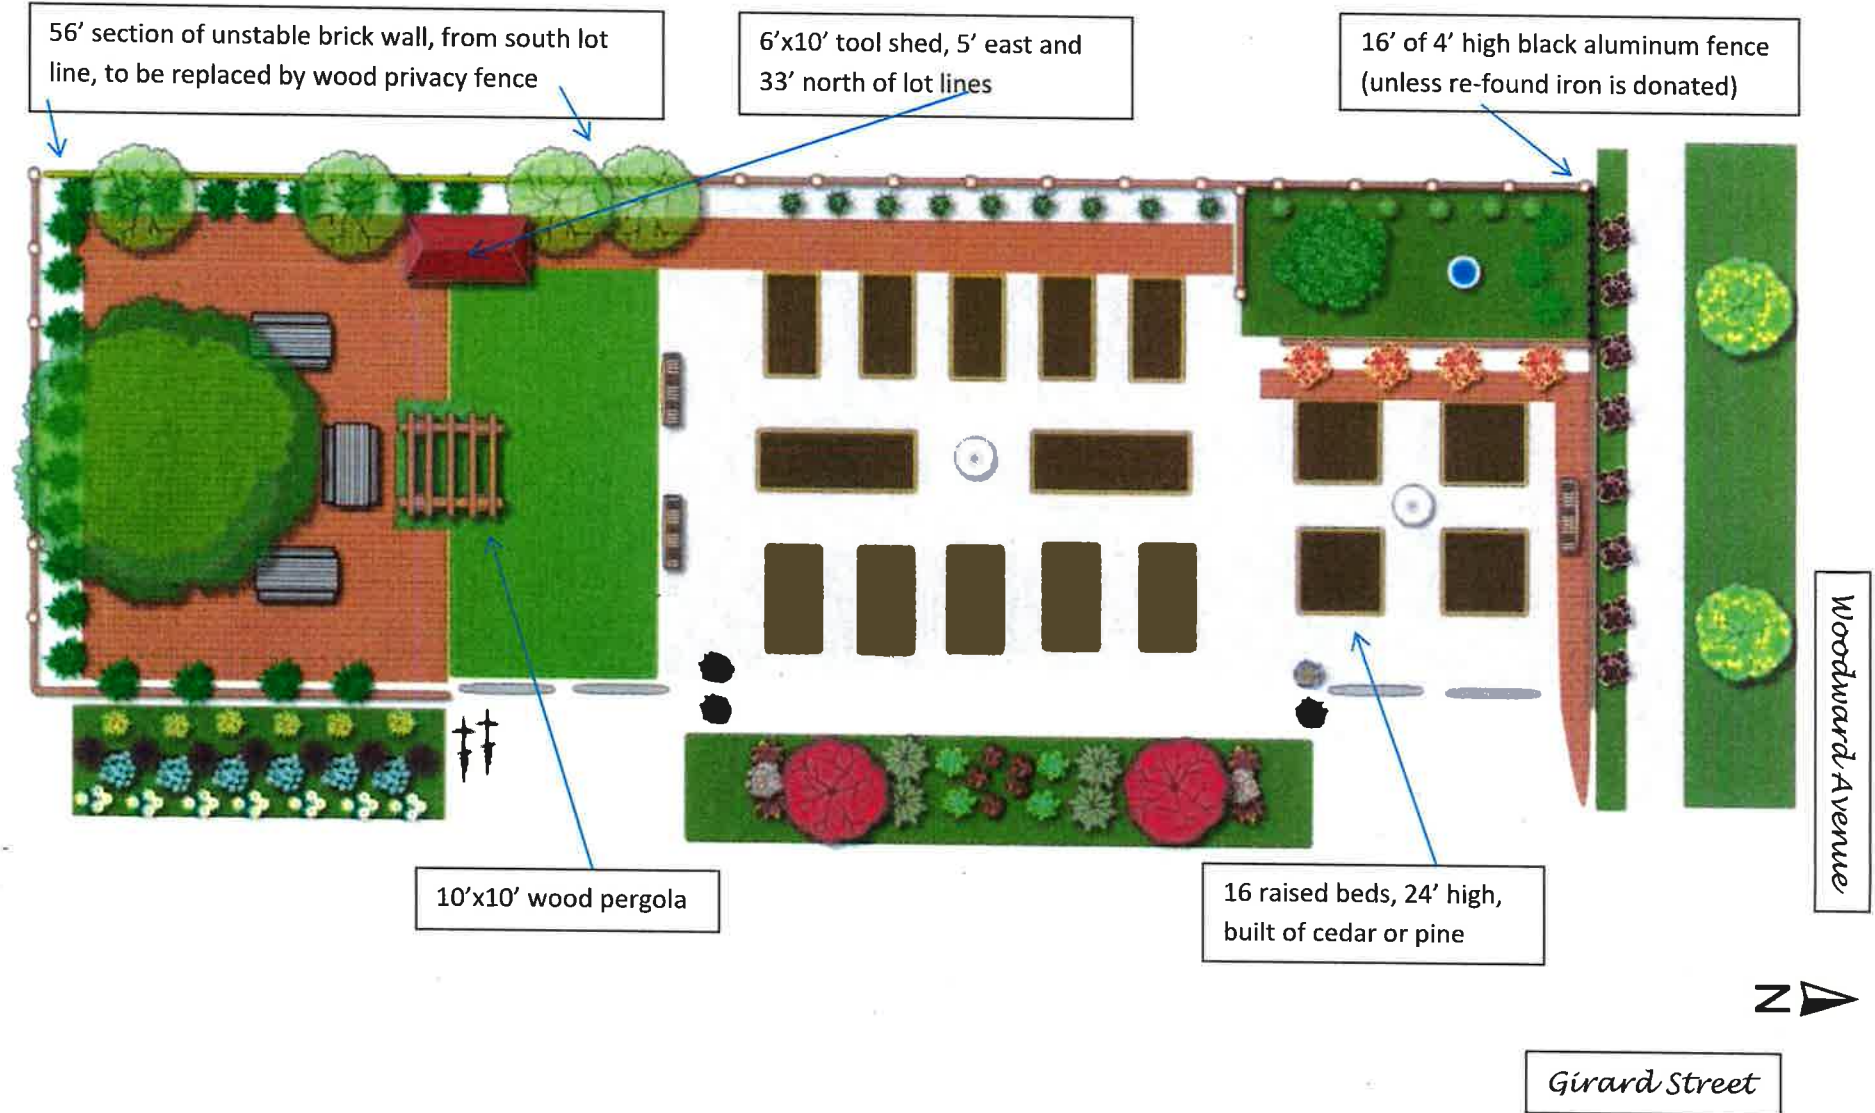 56’ section of unstable brick wall, from south lot
line, to be replaced by wood privacy fence
6’x10’ tool shed, 5’ east and
33’ north of lot lines
16’ of 4’ high black aluminum fence
(unless re-found iron is donated)
10’x10’ wood pergola
16 raised beds, 24’ high,
built of cedar or pine
Woodward Avenue
N
Girard Street